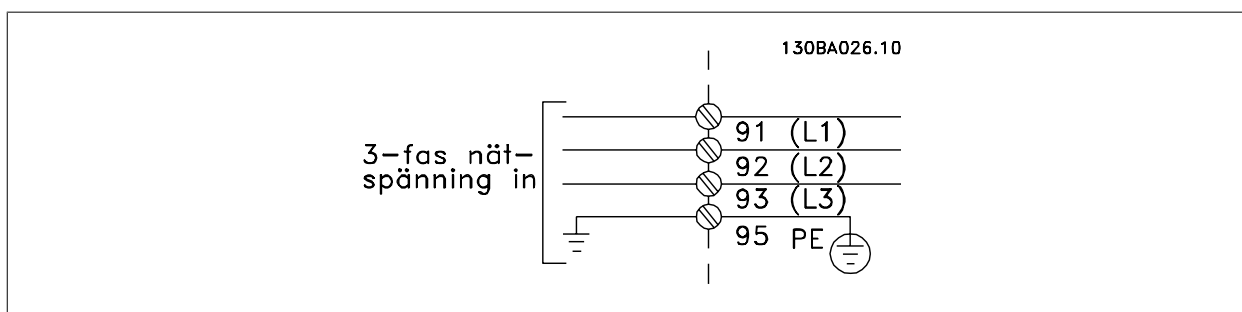 130BA026.10
3-fas nät-
spänning in
91 (L1)
92 (L2)
93 (L3)
95 PE